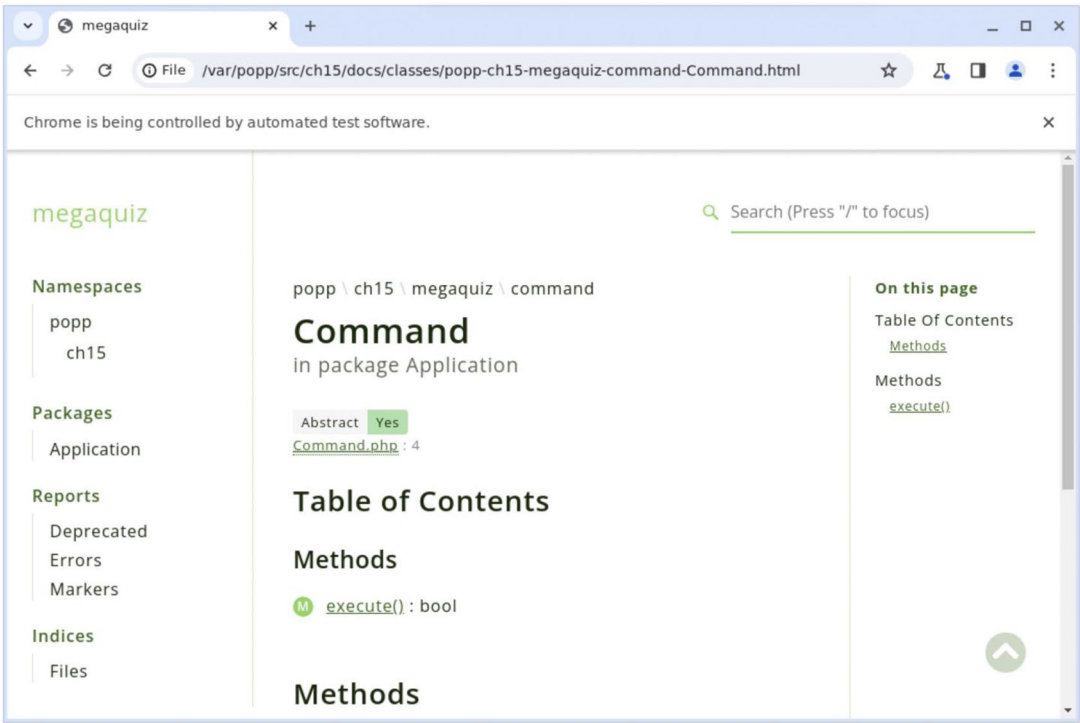 megaquiz
File /var/popp/src/ch15/docs/classes/popp-ch15-megaquiz-command-Command.html
Chrome is being controlled by automated test software.
megaquiz
Search (Press "/" to focus)
Namespaces
popp
ch15
Packages
Application
Reports
Deprecated
Errors
Markers
Indices
Files
popp \ ch15 \ megaquiz \ command
Command
in package Application
Abstract Yes
Command.php : 4
Table of Contents
Methods
M execute() : bool
Methods
On this page
Table Of Contents
Methods
Methods
execute()